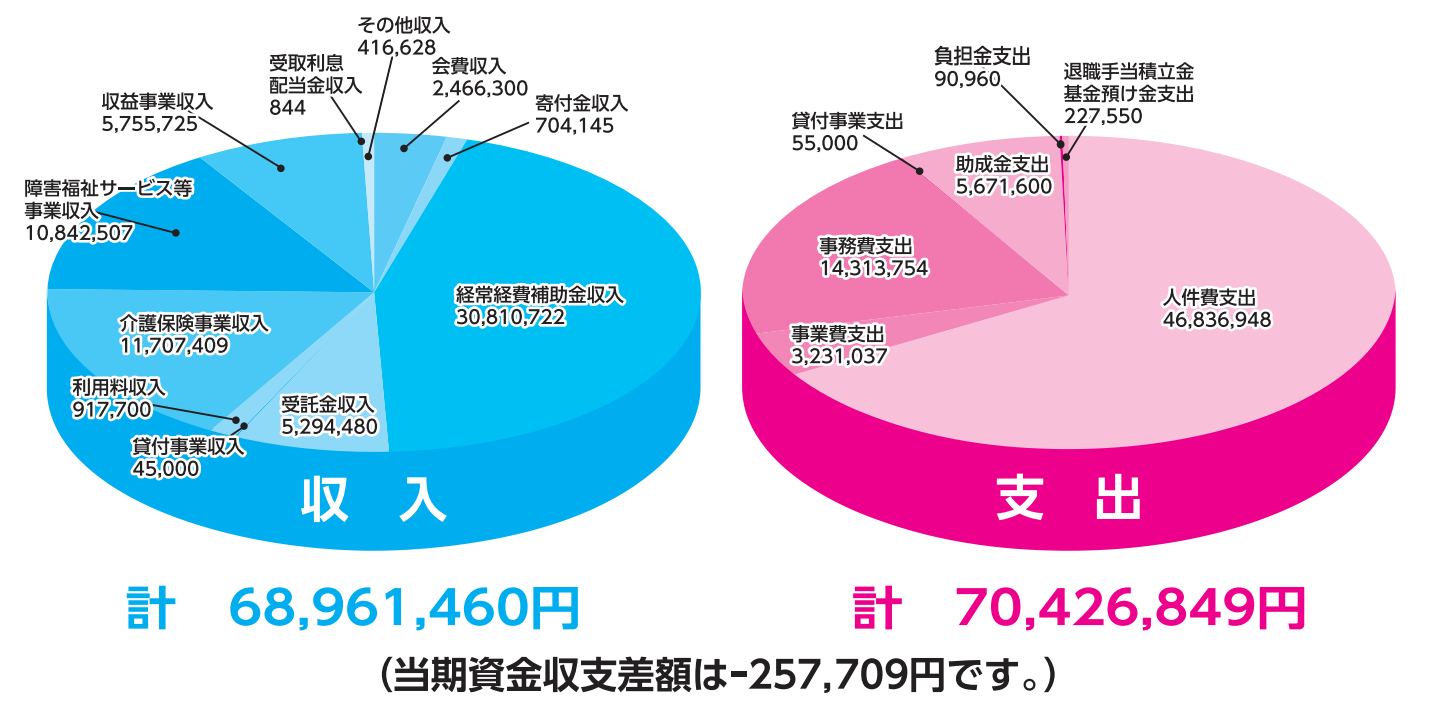 その他収入
416,628
受取利息
配当金収入
844
会費収入
2,466,300
収益事業収入
5,755,725
寄付金収入
704,145
障害福祉サービス等
事業収入
10,842,507
経常経費補助金収入
30,810,722
介護保険事業収入
11,707,409
利用料収入
917,700
受託金収入
5,294,480
貸付事業収入
45,000
収 入
計 68,961,460円
負担金支出
90,960
退職手当積立金
基金預け金支出
227,550
貸付事業支出
55,000
助成金支出
5,671,600
事務費支出
14,313,754
人件費支出
46,836,948
事業費支出
3,231,037
支 出
計 70,426,849円
（当期資金収支差額は-257,709円です。）